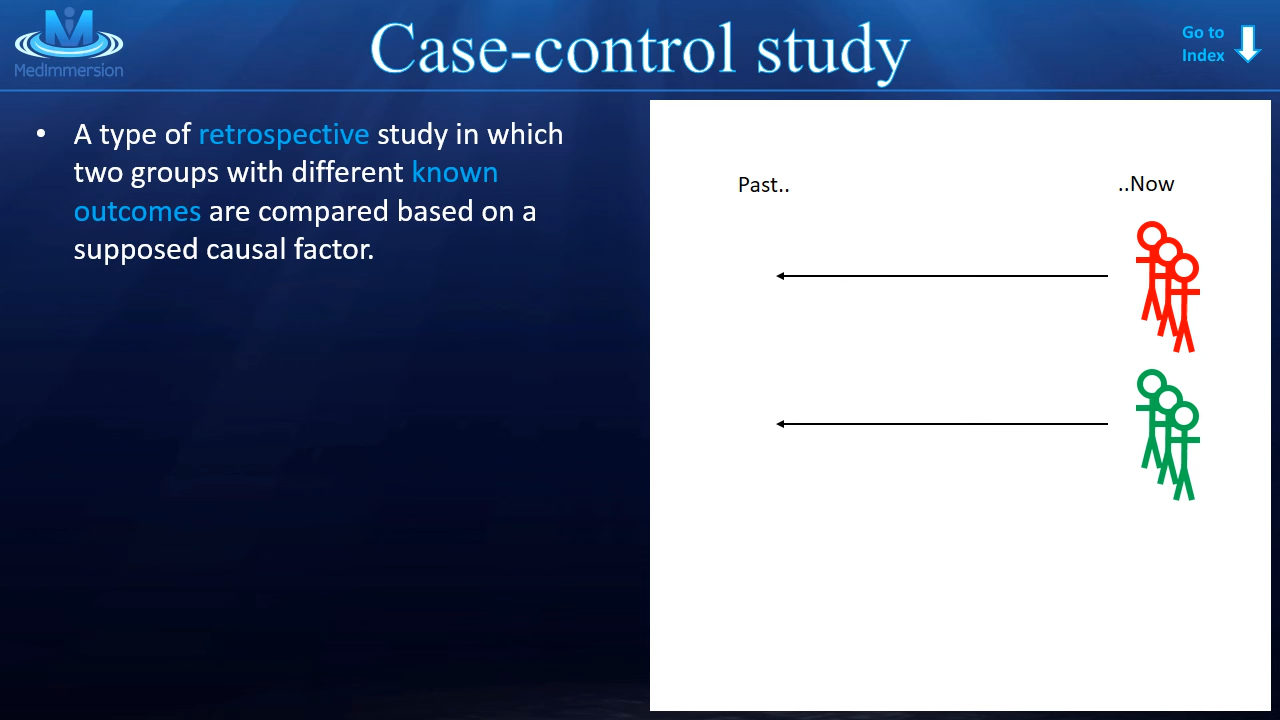 MedImmersion
Case-control study
Go to
Index
• A type of retrospective study in which
two groups with different known
outcomes are compared based on a
supposed causal factor.
Past..
..Now